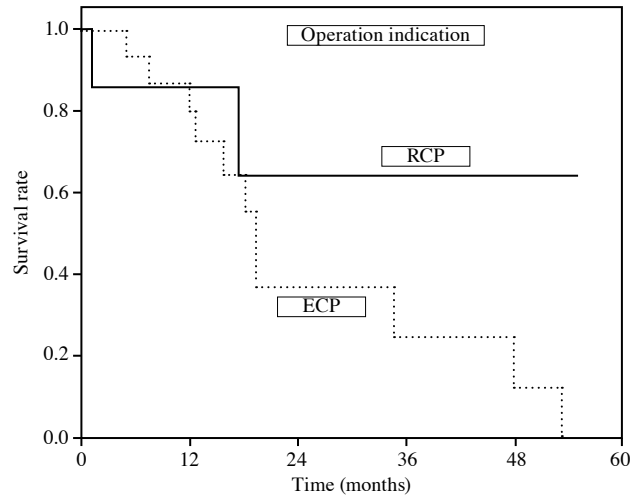 Operation indication
RCP
ECP
Survival rate
1.0
0.8
0.6
0.4
0.2
0.0
0 12 24 36 48 60
Time (months)